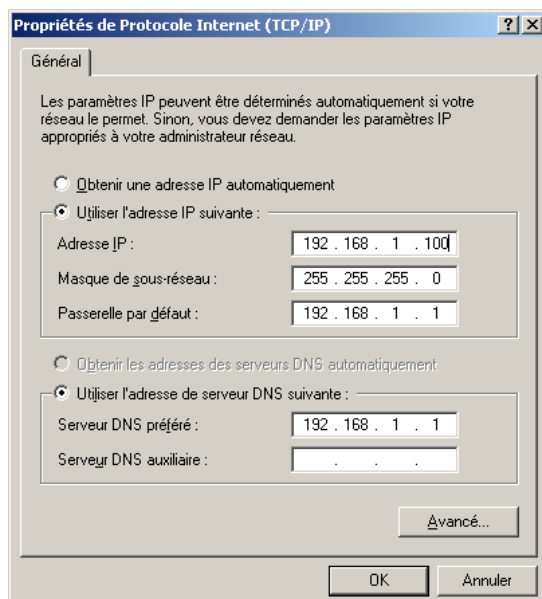 Propriétés de Protocole Internet (TCP/IP)
Général
Les paramètres IP peuvent être déterminés automatiquement si votre
réseau le permet. Sinon, vous devez demander les paramètres IP
appropriés à votre administrateur réseau.
Obtenir une adresse IP automatiquement
Utiliser l'adresse IP suivante :
Adresse IP : 192 . 168 . 1 . 100
Masque de sous-réseau : 255 . 255 . 255 . 0
Passerelle par défaut : 192 . 168 . 1 . 1
Obtenir les adresses des serveurs DNS automatiquement
Utiliser l'adresse de serveur DNS suivante :
Serveur DNS préféré : 192 . 168 . 1 . 1
Serveur DNS auxiliaire : . . .
Avancé...
OK Annuler